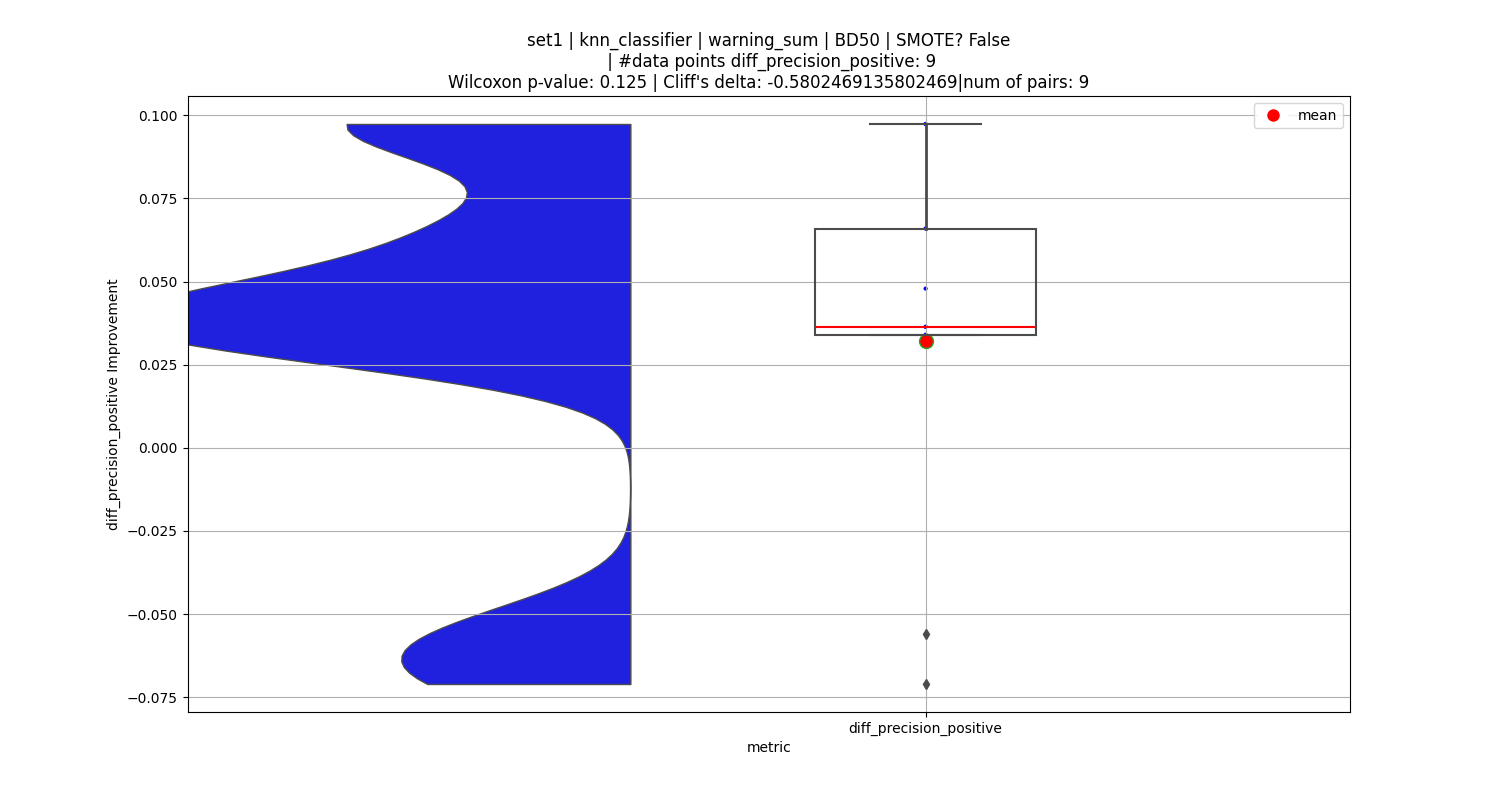 set1 | knn_classifier | warning_sum | BD50 | SMOTE? False
| #data points diff_precision_positive: 9
Wilcoxon p-value: 0.125 | Cliff's delta: -0.5802469135802469|num of pairs: 9
mean
0.100
0.075
0.050
0.025
0.000
−0.025
−0.050
−0.075
diff_precision_positive Improvement
diff_precision_positive
metric